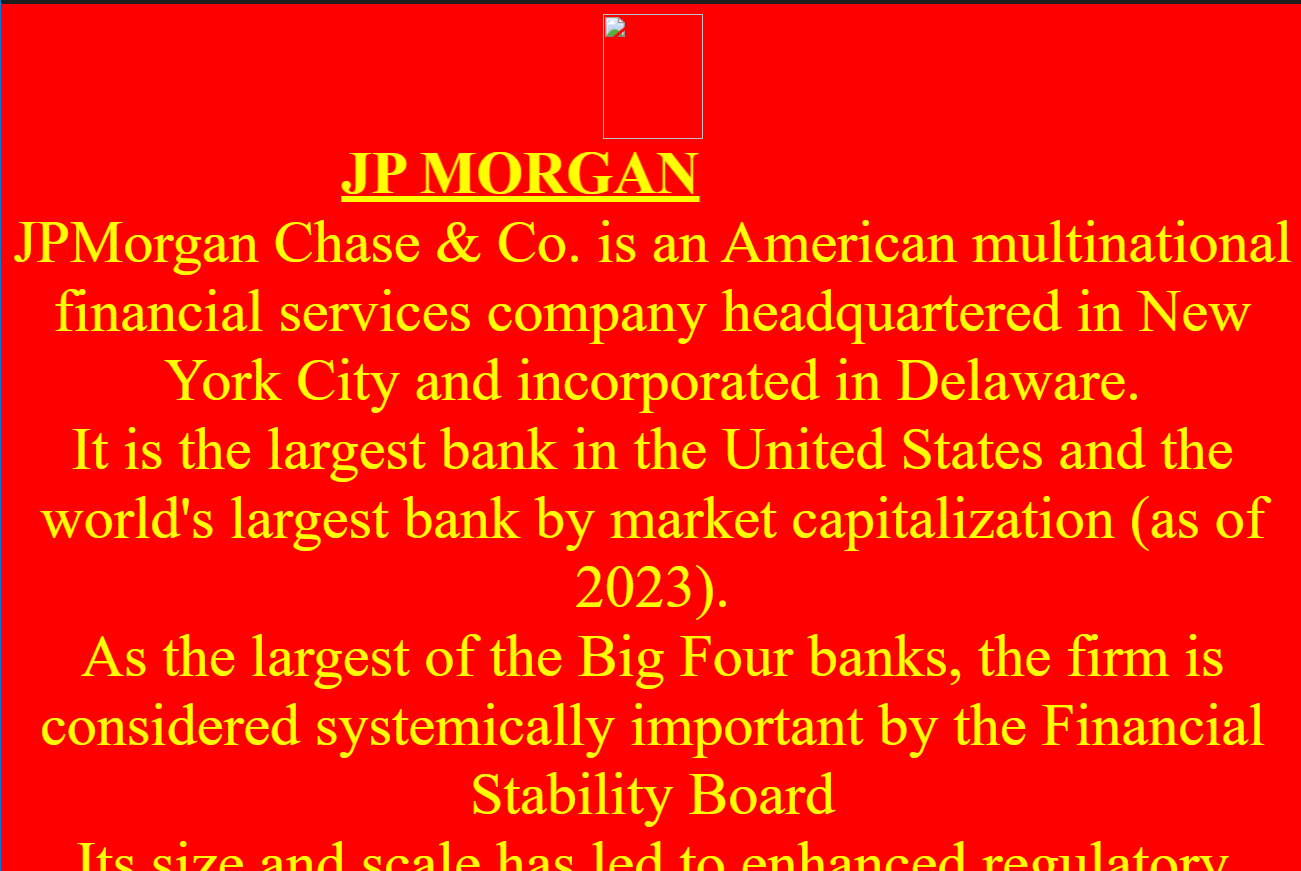 JP MORGAN
JPMorgan Chase & Co. is an American multinational
financial services company headquartered in New
York City and incorporated in Delaware.
It is the largest bank in the United States and the
world's largest bank by market capitalization (as of
2023).
As the largest of the Big Four banks, the firm is
considered systemically important by the Financial
Stability Board
Its size and scale has led to enhanced regulatory